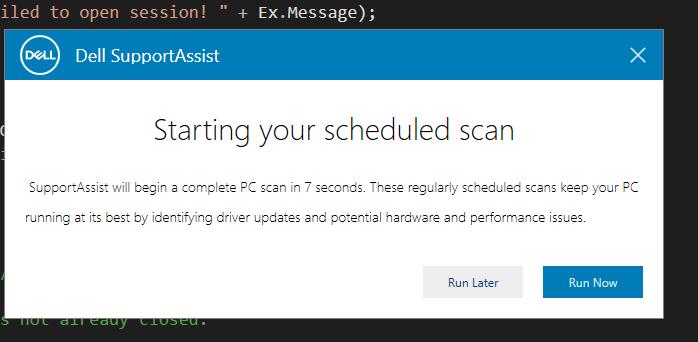 iled to open session! " + Ex.Message);
DELL Dell SupportAssist
Starting your scheduled scan
SupportAssist will begin a complete PC scan in 7 seconds. These regularly scheduled scans keep your PC
running at its best by identifying driver updates and potential hardware and performance issues.
Run Later Run Now
s not already closed.